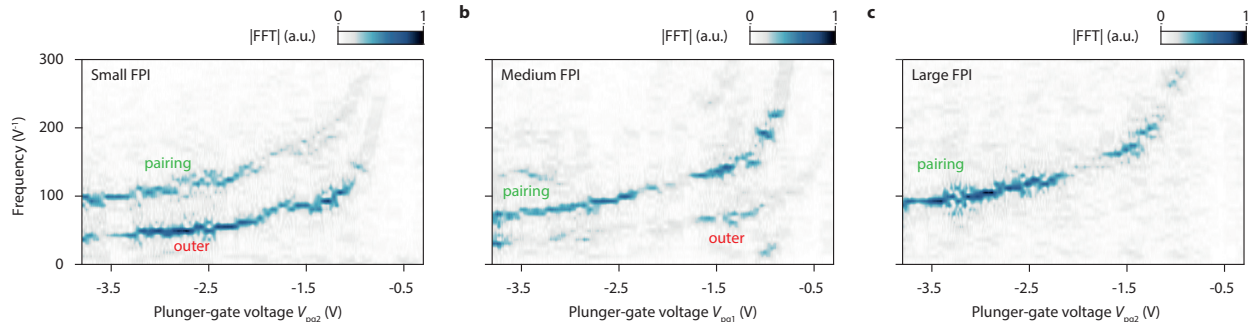 0 1
|FFT| (a.u.)
b
0 1
|FFT| (a.u.)
c
0 1
|FFT| (a.u.)
300
200
100
0
Frequency (V⁻¹)
Small FPI
pairing
outer
-3.5 -2.5 -1.5 -0.5
Plunger-gate voltage Vpg2 (V)
Medium FPI
pairing
outer
-3.5 -2.5 -1.5 -0.5
Plunger-gate voltage Vpg1 (V)
Large FPI
pairing
-3.5 -2.5 -1.5 -0.5
Plunger-gate voltage Vpg2 (V)